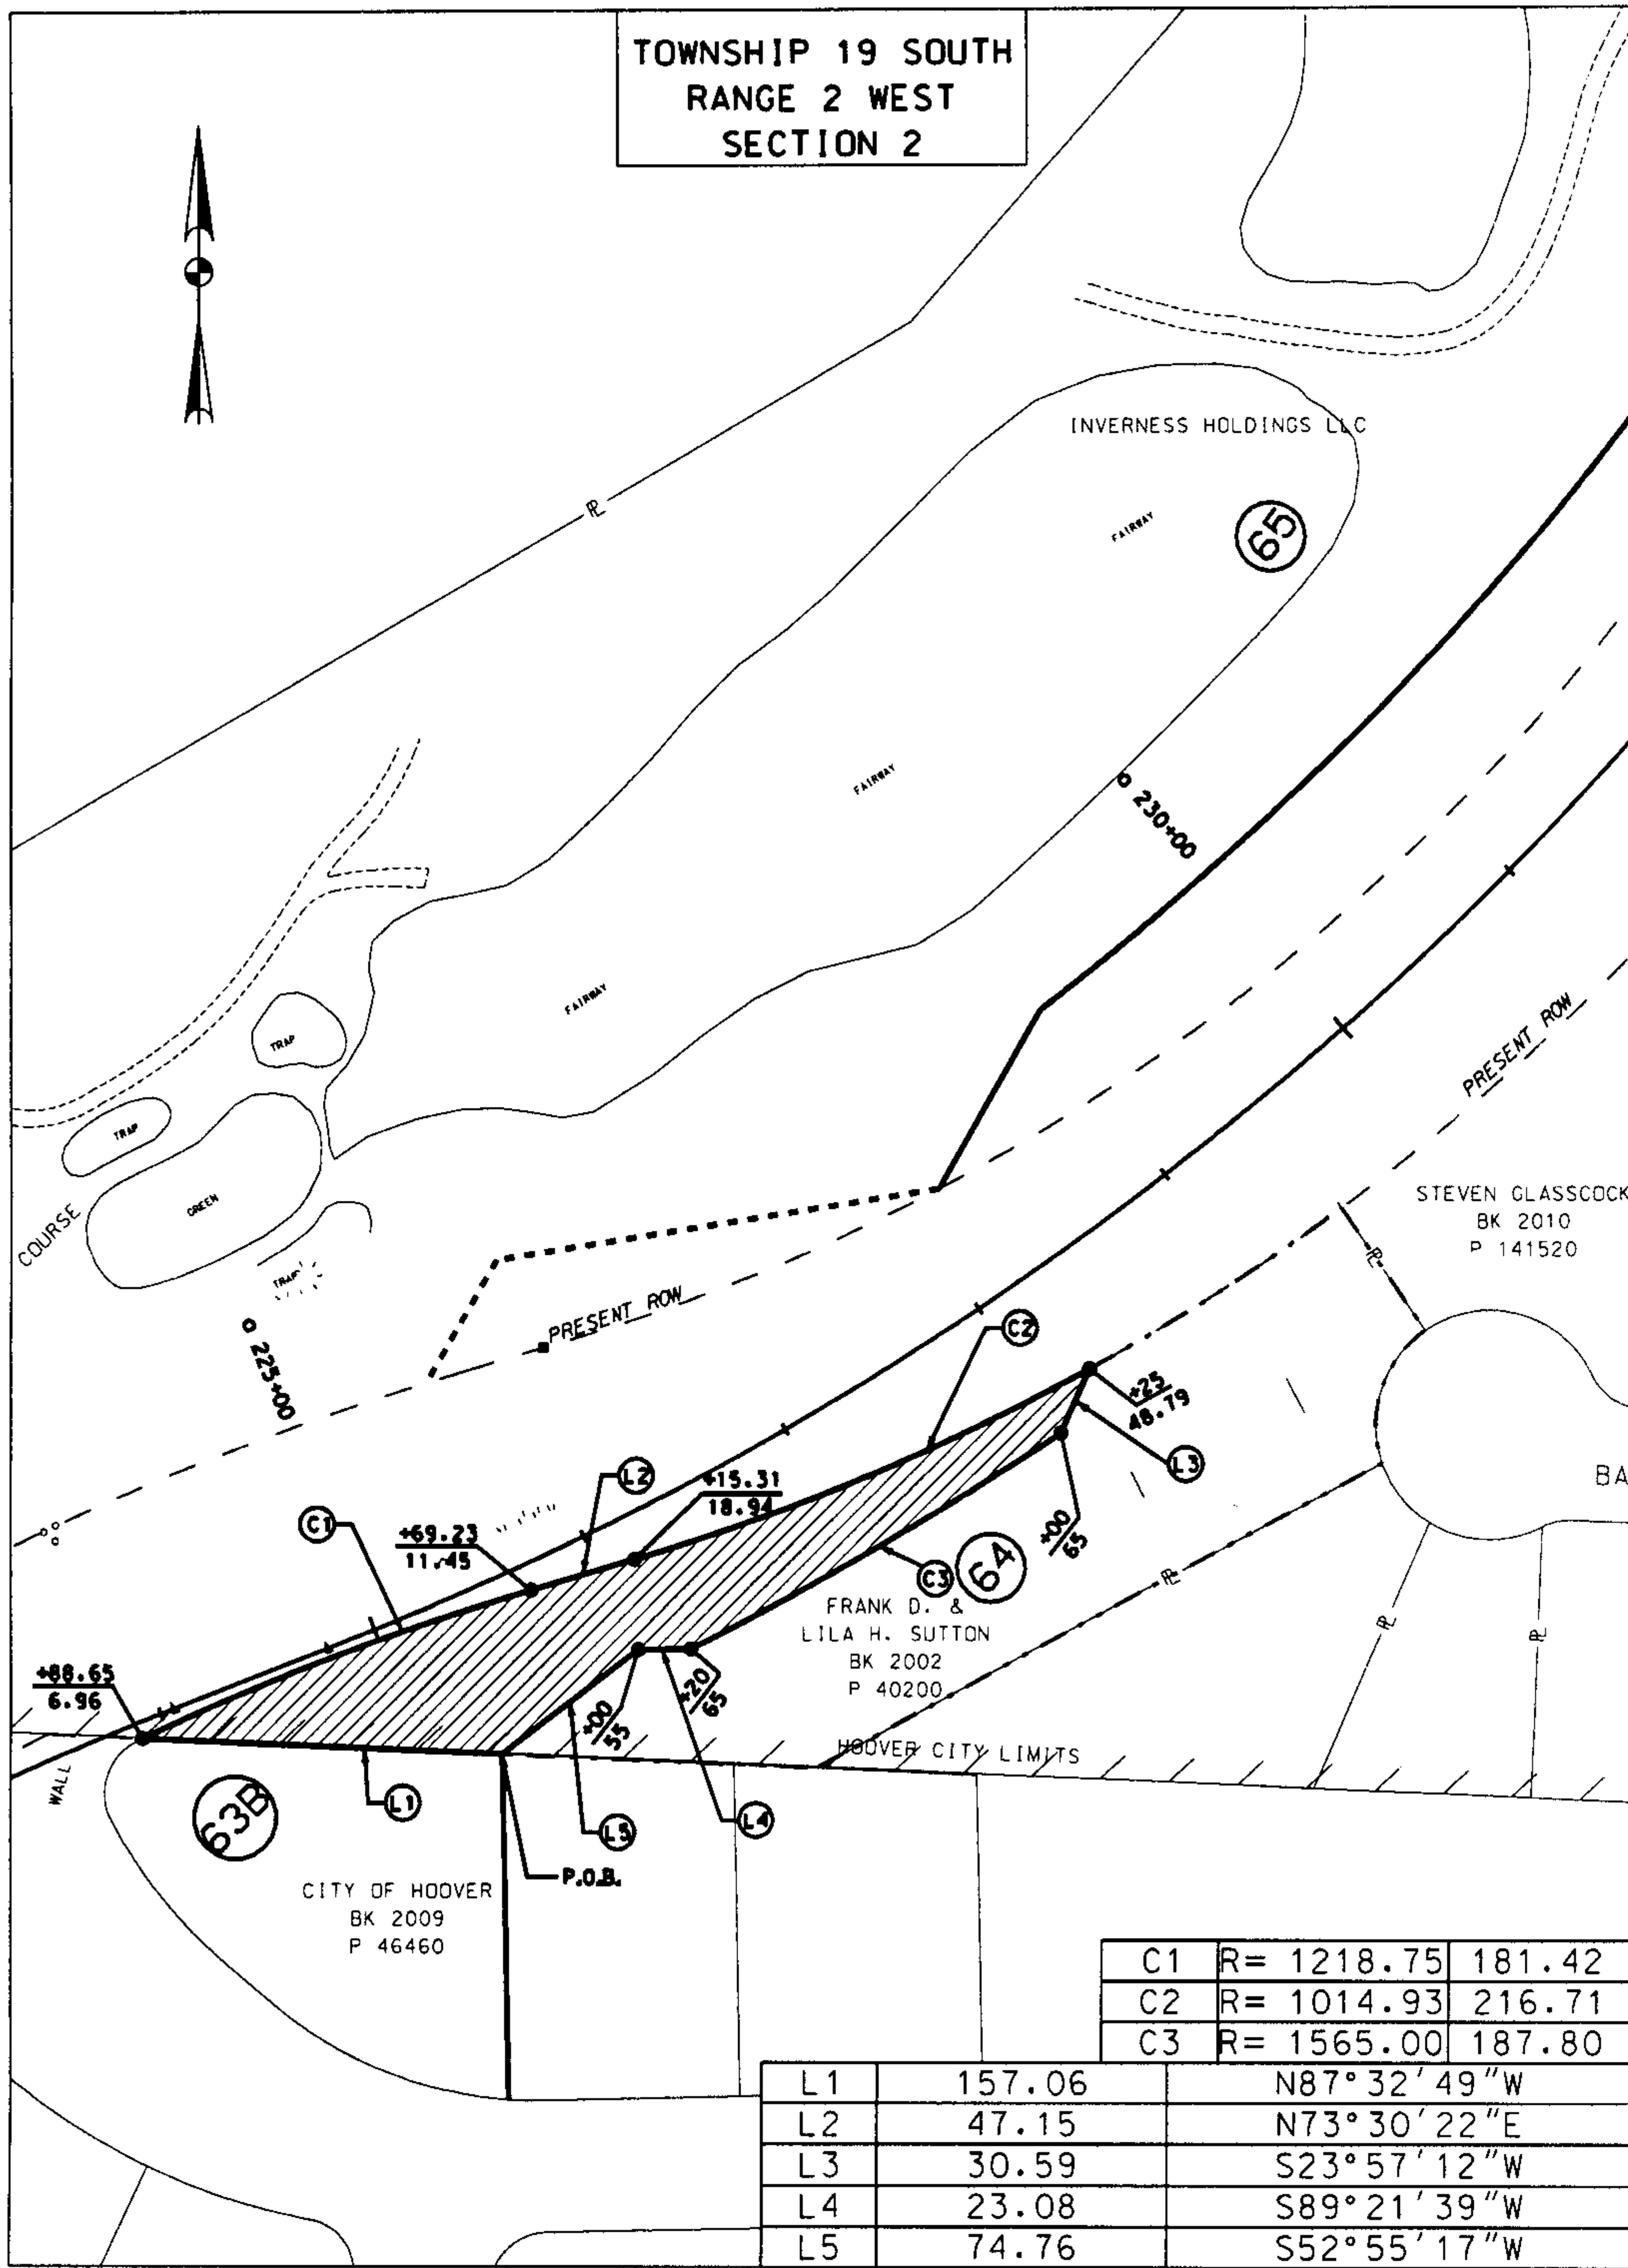 TOWNSHIP 19 SOUTH
RANGE 2 WEST
SECTION 2
INVERNESS HOLDINGS LLC
65
FAIRWAY
℄
FAIRWAY
230+00
FAIRWAY
TRAP
TRAP
GREEN
COURSE
TRAP
225+00
PRESENT ROW
PRESENT ROW
STEVEN GLASSCOCK
BK 2010
P 141520
℄
C2
+25
48.79
L3
BA
L2
+15.31
18.94
C1
+69.23
11.45
+00
65
64
C3
FRANK D. &
LILA H. SUTTON
BK 2002
P 40200
℄
℄
℄
+88.65
6.96
+00
55
+20
65
HOOVER CITY LIMITS
WALL
63B
L1
L5
L4
P.O.B.
CITY OF HOOVER
BK 2009
P 46460
C1 R= 1218.75 181.42
C2 R= 1014.93 216.71
C3 R= 1565.00 187.80
L1 157.06 N87°32'49"W
L2 47.15 N73°30'22"E
L3 30.59 S23°57'12"W
L4 23.08 S89°21'39"W
L5 74.76 S52°55'17"W